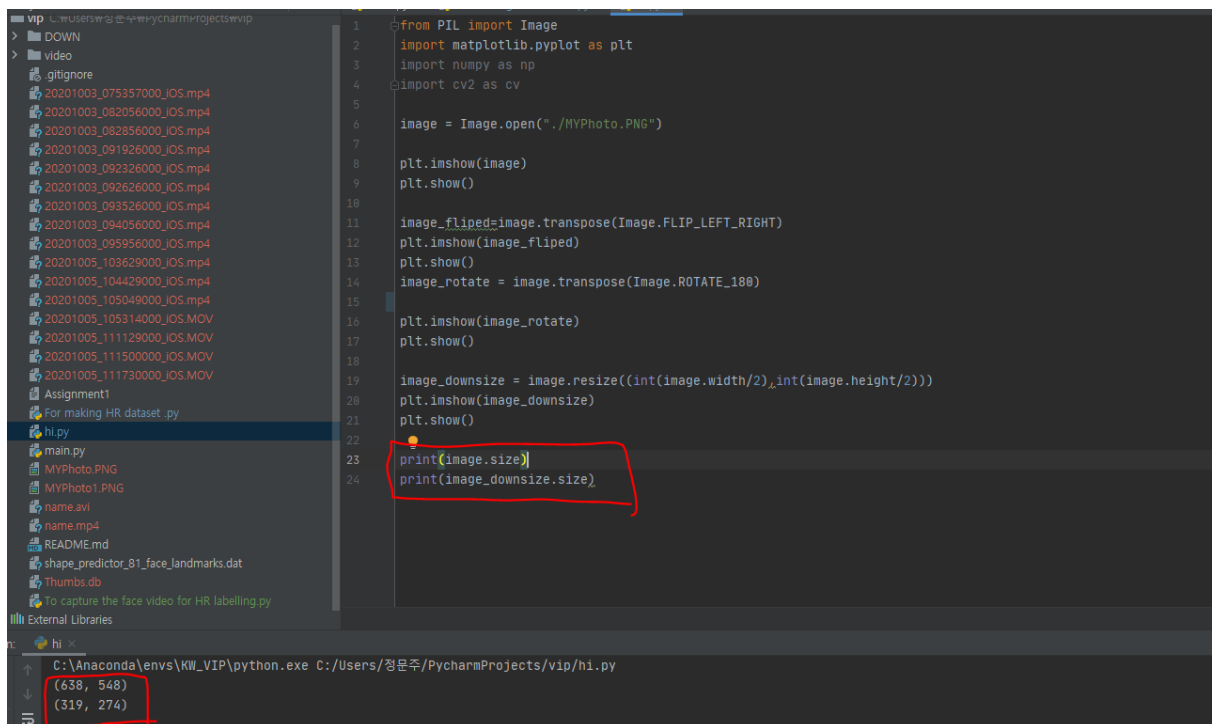 vip C:₩Users₩정문주₩PycharmProjects₩vip
DOWN
video
.gitignore
20201003_075357000_iOS.mp4
20201003_082056000_iOS.mp4
20201003_082856000_iOS.mp4
20201003_091926000_iOS.mp4
20201003_092326000_iOS.mp4
20201003_092626000_iOS.mp4
20201003_093526000_iOS.mp4
20201003_094056000_iOS.mp4
20201003_095956000_iOS.mp4
20201005_103629000_iOS.mp4
20201005_104429000_iOS.mp4
20201005_105049000_iOS.mp4
20201005_105314000_iOS.MOV
20201005_111129000_iOS.MOV
20201005_111500000_iOS.MOV
20201005_111730000_iOS.MOV
Assignment1
For making HR dataset .py
hi.py
main.py
MYPhoto.PNG
MYPhoto1.PNG
name.avi
name.mp4
README.md
shape_predictor_81_face_landmarks.dat
Thumbs.db
To capture the face video for HR labelling.py
External Libraries
1 from PIL import Image
2 import matplotlib.pyplot as plt
3 import numpy as np
4 import cv2 as cv
5
6 image = Image.open("./MYPhoto.PNG")
7
8 plt.imshow(image)
9 plt.show()
10
11 image_fliped=image.transpose(Image.FLIP_LEFT_RIGHT)
12 plt.imshow(image_fliped)
13 plt.show()
14 image_rotate = image.transpose(Image.ROTATE_180)
15
16 plt.imshow(image_rotate)
17 plt.show()
18
19 image_downsize = image.resize((int(image.width/2),int(image.height/2)))
20 plt.imshow(image_downsize)
21 plt.show()
22
23 print(image.size)
24 print(image_downsize.size)
hi
C:\Anaconda\envs\KW_VIP\python.exe C:/Users/정문주/PycharmProjects/vip/hi.py
(638, 548)
(319, 274)